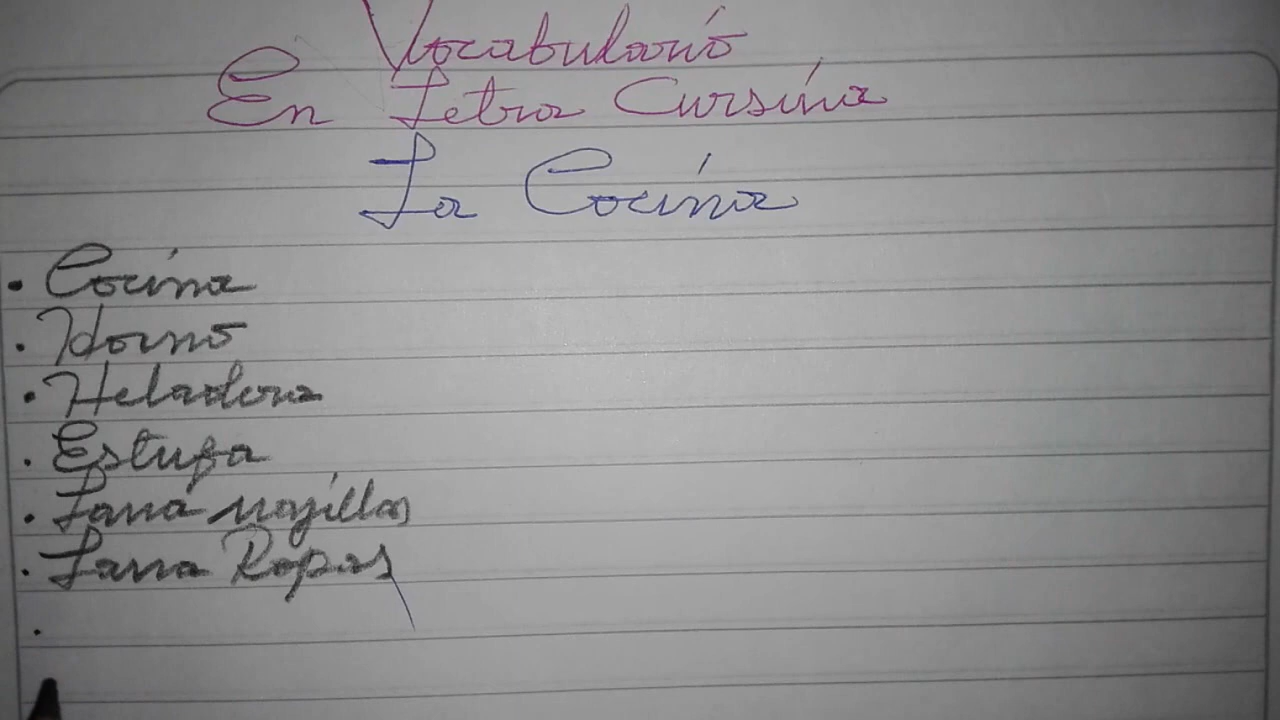 Vocabulario
En Letra Cursiva
La Cocina
• Cocina
• Horno
• Heladera
• Estufa
• Lava vajillas
• Lava Ropas
•